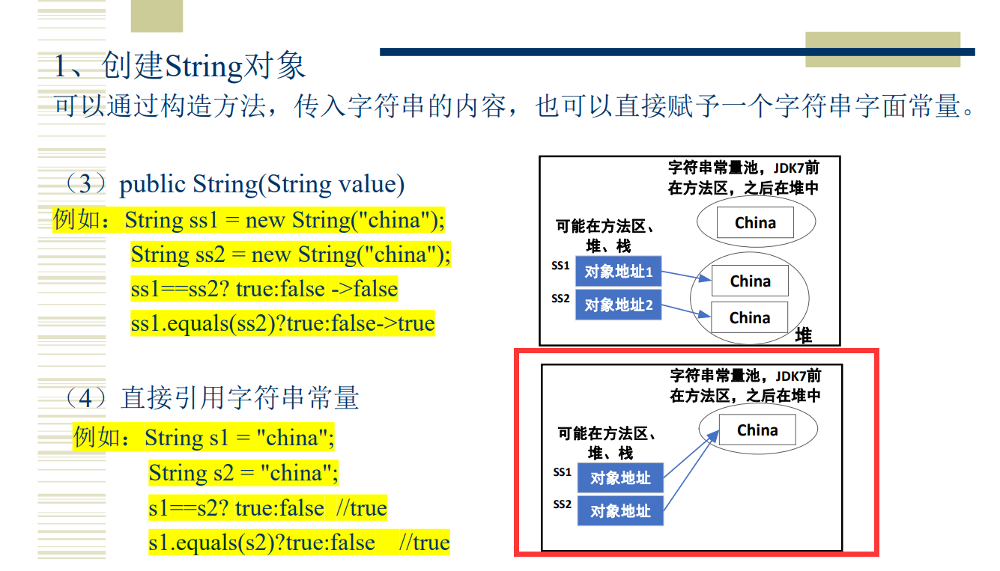 1、创建String对象
可以通过构造方法，传入字符串的内容，也可以直接赋予一个字符串字面常量。
（3）public String(String value)
例如：String ss1 = new String("china");
String ss2 = new String("china");
ss1==ss2? true:false ->false
ss1.equals(ss2)?true:false->true
字符串常量池，JDK7前
在方法区，之后在堆中
China
可能在方法区、
堆、栈
SS1
对象地址1
China
SS2
对象地址2
China
堆
（4）直接引用字符串常量
例如：String s1 = "china";
String s2 = "china";
s1==s2? true:false //true
s1.equals(s2)?true:false //true
字符串常量池，JDK7前
在方法区，之后在堆中
China
可能在方法区、
堆、栈
SS1
对象地址
SS2
对象地址